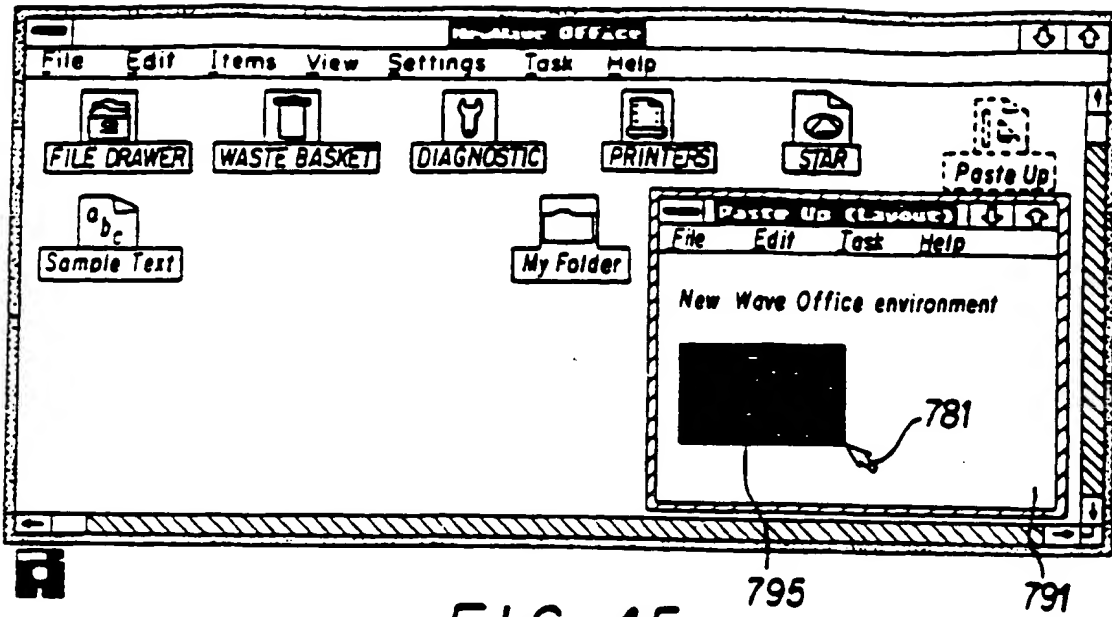 NewWave Office
File Edit Items View Settings Task Help
FILE DRAWER WASTE BASKET DIAGNOSTIC PRINTERS STAR Paste Up
Paste Up (Layout)
abc
Sample Text My Folder
File Edit Task Help
New Wave Office environment
781
795 791